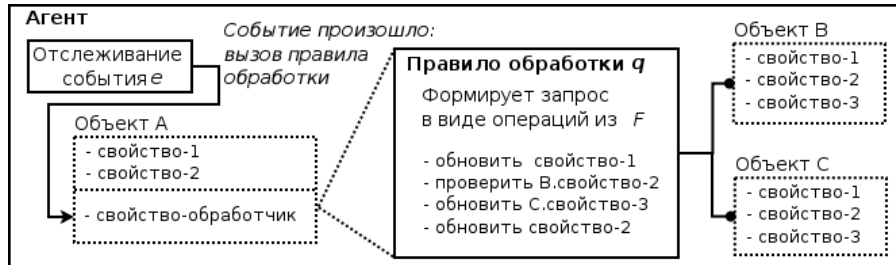 Агент
Отслеживание
события e
Событие произошло:
вызов правила
обработки
Объект A
- свойство-1
- свойство-2
- свойство-обработчик
Правило обработки q
Формирует запрос
в виде операций из F
- обновить свойство-1
- проверить B.свойство-2
- обновить C.свойство-3
- обновить свойство-2
Объект B
- свойство-1
- свойство-2
- свойство-3
Объект C
- свойство-1
- свойство-2
- свойство-3